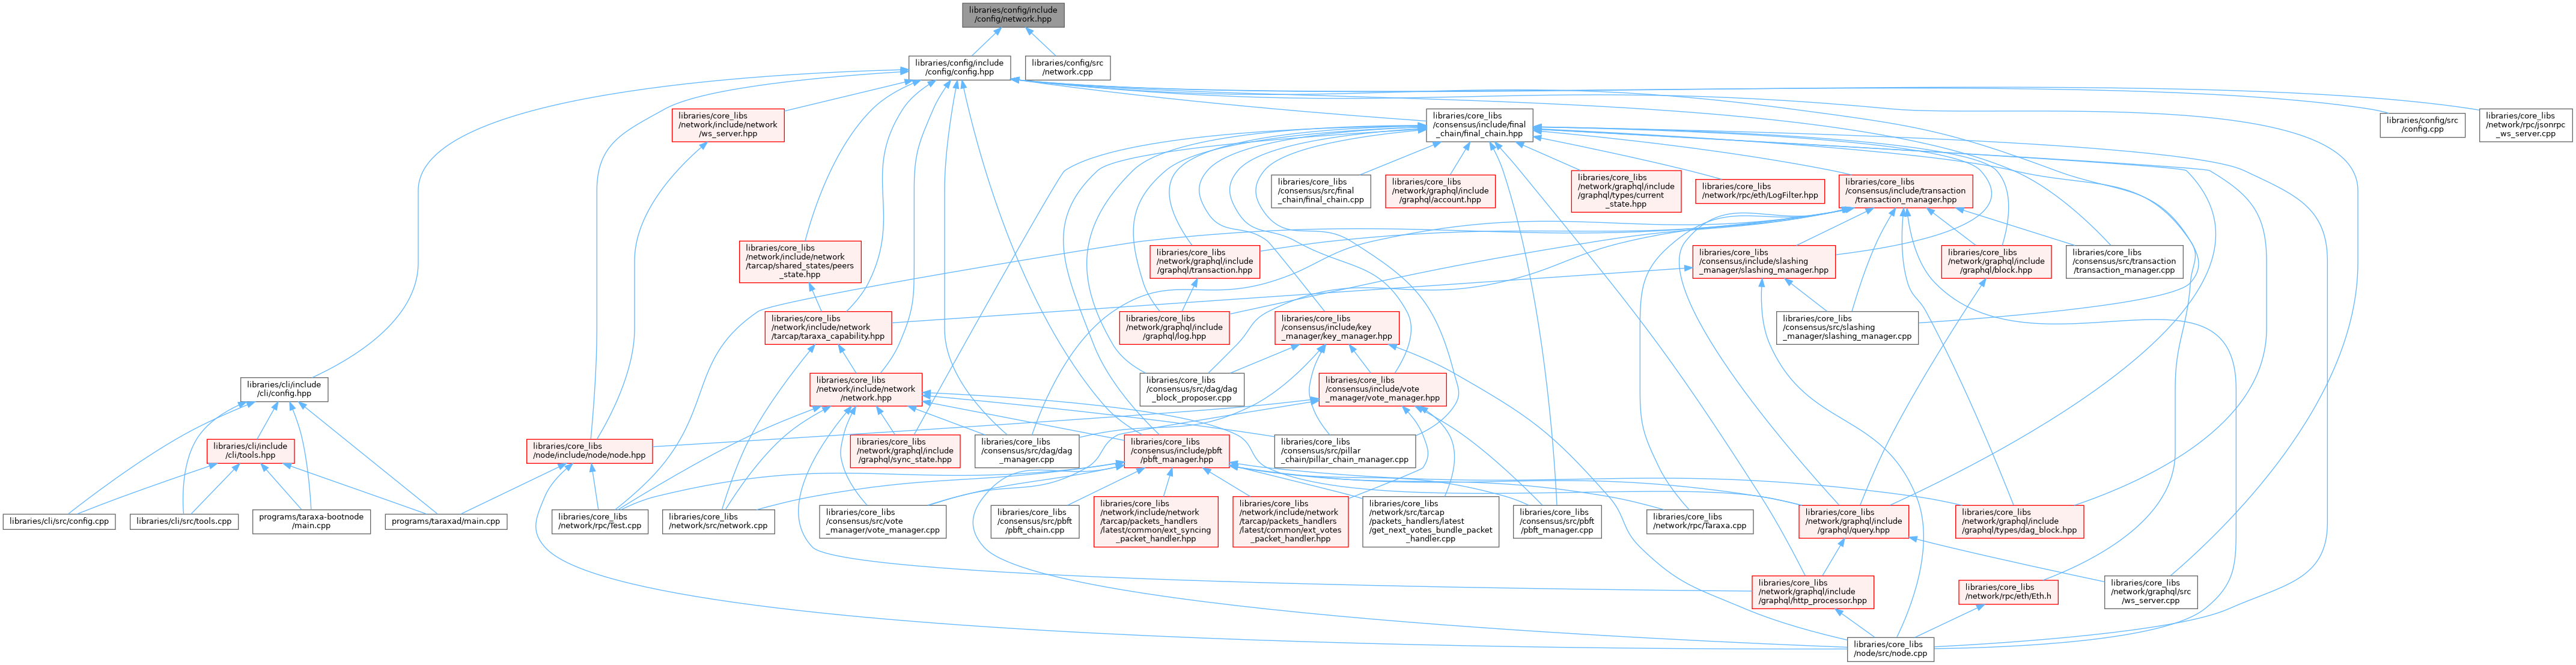 libraries/config/include
/config/network.hpp
libraries/config/include
/config/config.hpp
libraries/config/src
/network.cpp
libraries/core_libs
/network/include/network
/ws_server.hpp
libraries/core_libs
/consensus/include/final
_chain/final_chain.hpp
libraries/config/src
/config.cpp
libraries/core_libs
/network/rpc/jsonrpc
_ws_server.cpp
libraries/core_libs
/consensus/src/final
_chain/final_chain.cpp
libraries/core_libs
/network/graphql/include
/graphql/account.hpp
libraries/core_libs
/network/graphql/include
/graphql/types/current
_state.hpp
libraries/core_libs
/network/rpc/eth/LogFilter.hpp
libraries/core_libs
/consensus/include/transaction
/transaction_manager.hpp
libraries/core_libs
/network/include/network
/tarcap/shared_states/peers
_state.hpp
libraries/core_libs
/network/graphql/include
/graphql/transaction.hpp
libraries/core_libs
/consensus/include/slashing
_manager/slashing_manager.hpp
libraries/core_libs
/network/graphql/include
/graphql/block.hpp
libraries/core_libs
/consensus/src/transaction
/transaction_manager.cpp
libraries/core_libs
/network/include/network
/tarcap/taraxa_capability.hpp
libraries/core_libs
/network/graphql/include
/graphql/log.hpp
libraries/core_libs
/consensus/include/key
_manager/key_manager.hpp
libraries/core_libs
/consensus/src/slashing
_manager/slashing_manager.cpp
libraries/cli/include
/cli/config.hpp
libraries/core_libs
/network/include/network
/network.hpp
libraries/core_libs
/consensus/src/dag/dag
_block_proposer.cpp
libraries/core_libs
/consensus/include/vote
_manager/vote_manager.hpp
libraries/cli/include
/cli/tools.hpp
libraries/core_libs
/node/include/node/node.hpp
libraries/core_libs
/network/graphql/include
/graphql/sync_state.hpp
libraries/core_libs
/consensus/src/dag/dag
_manager.cpp
libraries/core_libs
/consensus/include/pbft
/pbft_manager.hpp
libraries/core_libs
/consensus/src/pillar
_chain/pillar_chain_manager.cpp
libraries/cli/src/config.cpp
libraries/cli/src/tools.cpp
programs/taraxa-bootnode
/main.cpp
programs/taraxad/main.cpp
libraries/core_libs
/network/rpc/Test.cpp
libraries/core_libs
/network/src/network.cpp
libraries/core_libs
/consensus/src/vote
_manager/vote_manager.cpp
libraries/core_libs
/consensus/src/pbft
/pbft_chain.cpp
libraries/core_libs
/network/include/network
/tarcap/packets_handlers
/latest/common/ext_syncing
_packet_handler.hpp
libraries/core_libs
/network/include/network
/tarcap/packets_handlers
/latest/common/ext_votes
_packet_handler.hpp
libraries/core_libs
/network/src/tarcap
/packets_handlers/latest
/get_next_votes_bundle_packet
_handler.cpp
libraries/core_libs
/consensus/src/pbft
/pbft_manager.cpp
libraries/core_libs
/network/rpc/Taraxa.cpp
libraries/core_libs
/network/graphql/include
/graphql/query.hpp
libraries/core_libs
/network/graphql/include
/graphql/types/dag_block.hpp
libraries/core_libs
/network/graphql/include
/graphql/http_processor.hpp
libraries/core_libs
/network/rpc/eth/Eth.h
libraries/core_libs
/network/graphql/src
/ws_server.cpp
libraries/core_libs
/node/src/node.cpp